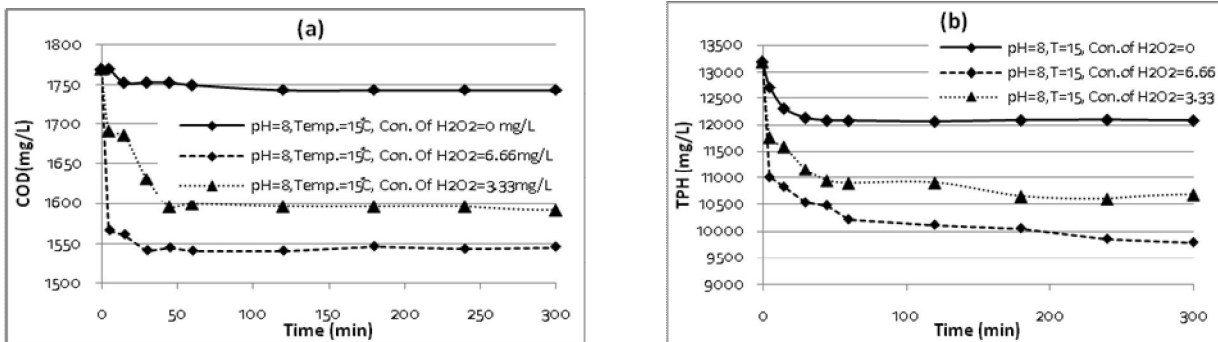 (a)
1800
1750
1700
1650
1600
1550
1500
COD(mg/L)
pH=8,Temp.=15℃, Con. Of H2O2=0 mg/L
pH=8,Temp.=15℃, Con. Of H2O2=6.66mg/L
pH=8,Temp.=15℃, Con. Of H2O2=3.33mg/L
0 50 100 150 200 250 300
Time (min)
(b)
13500
13000
12500
12000
11500
11000
10500
10000
9500
9000
TPH (mg/L)
pH=8,T=15, Con.of H2O2=0
pH=8,T=15, Con.of H2O2=6.66
pH=8,T=15, Con.of H2O2=3.33
0 100 200 300
Time (min)